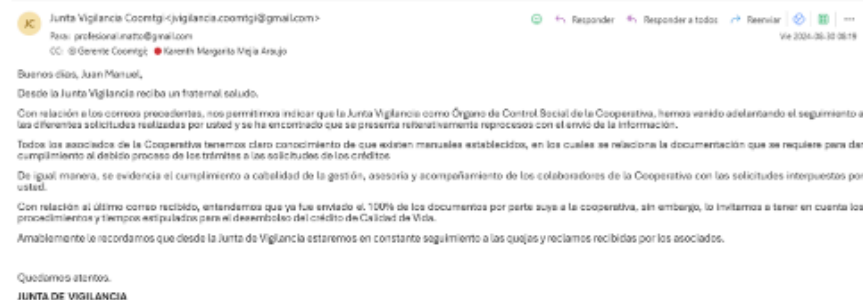 JC
Junta Vigilancia Coomtgi<jvigilancia.coomtgi@gmail.com>
Responder
Responder a todos
Reenviar
Para: profesional.matto@gmail.com
Vie 2024-08-30 08:19
CC: Gerente Coomtgi; Karenth Margarita Mejia Araujo
Buenos días, Juan Manuel,
Desde la Junta Vigilancia reciba un fraternal saludo.
Con relación a los correos precedentes, nos permitimos indicar que la Junta Vigilancia como Órgano de Control Social de la Cooperativa, hemos venido adelantando el seguimiento a
las diferentes solicitudes realizadas por usted y se ha encontrado que se presenta reiterativamente reprocesos con el envió de la información.
Todos los asociados de la Cooperativa tenemos claro conocimiento de que existen manuales establecidos, en los cuales se relaciona la documentación que se requiere para dar
cumplimiento al debido proceso de los trámites a las solicitudes de los créditos
De igual manera, se evidencia el cumplimiento a cabalidad de la gestión, asesoría y acompañamiento de los colaboradores de la Cooperativa con las solicitudes interpuestas por
usted.
Con relación al último correo recibido, entendemos que ya fue enviado el 100% de los documentos por parte suya a la cooperativa, sin embargo, lo invitamos a tener en cuenta los
procedimientos y tiempos estipulados para el desembolso del crédito de Calidad de Vida.
Amablemente le recordamos que desde la Junta de Vigilancia estaremos en constante seguimiento a las quejas y reclamos recibidas por los asociados.
Quedamos atentos.
JUNTA DE VIGILANCIA